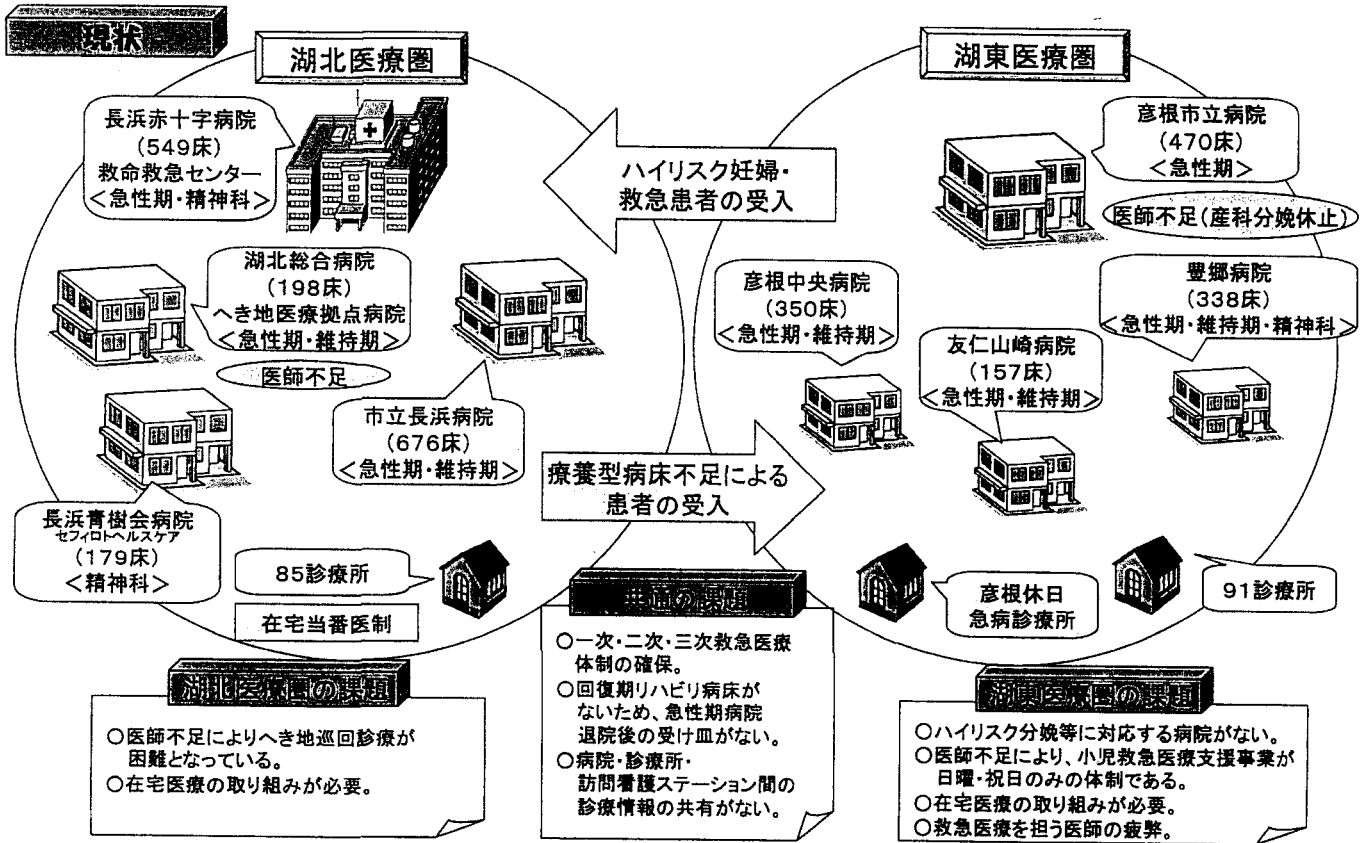 現状
湖北医療圏
長浜赤十字病院
(549床)
救命救急センター
<急性期・精神科>
湖北総合病院
(198床)
へき地医療拠点病院
<急性期・維持期>
医師不足
市立長浜病院
(676床)
<急性期・維持期>
長浜青樹会病院
セフィロトヘルスケア
(179床)
<精神科>
85診療所
在宅当番医制
ハイリスク妊婦・
救急患者の受入
療養型病床不足による
患者の受入
湖東医療圏
彦根市立病院
(470床)
<急性期>
医師不足(産科分娩休止)
彦根中央病院
(350床)
<急性期・維持期>
豊郷病院
(338床)
<急性期・維持期・精神科>
友仁山崎病院
(157床)
<急性期・維持期>
彦根休日
急病診療所
91診療所
湖北医療圏の課題
○医師不足によりへき地巡回診療が
困難となっている。
○在宅医療の取り組みが必要。
共通の課題
○一次・二次・三次救急医療
体制の確保。
○回復期リハビリ病床が
ないため、急性期病院
退院後の受け皿がない。
○病院・診療所・
訪問看護ステーション間の
診療情報の共有がない。
湖東医療圏の課題
○ハイリスク分娩等に対応する病院がない。
○医師不足により、小児救急医療支援事業が
日曜・祝日のみの体制である。
○在宅医療の取り組みが必要。
○救急医療を担う医師の疲弊。